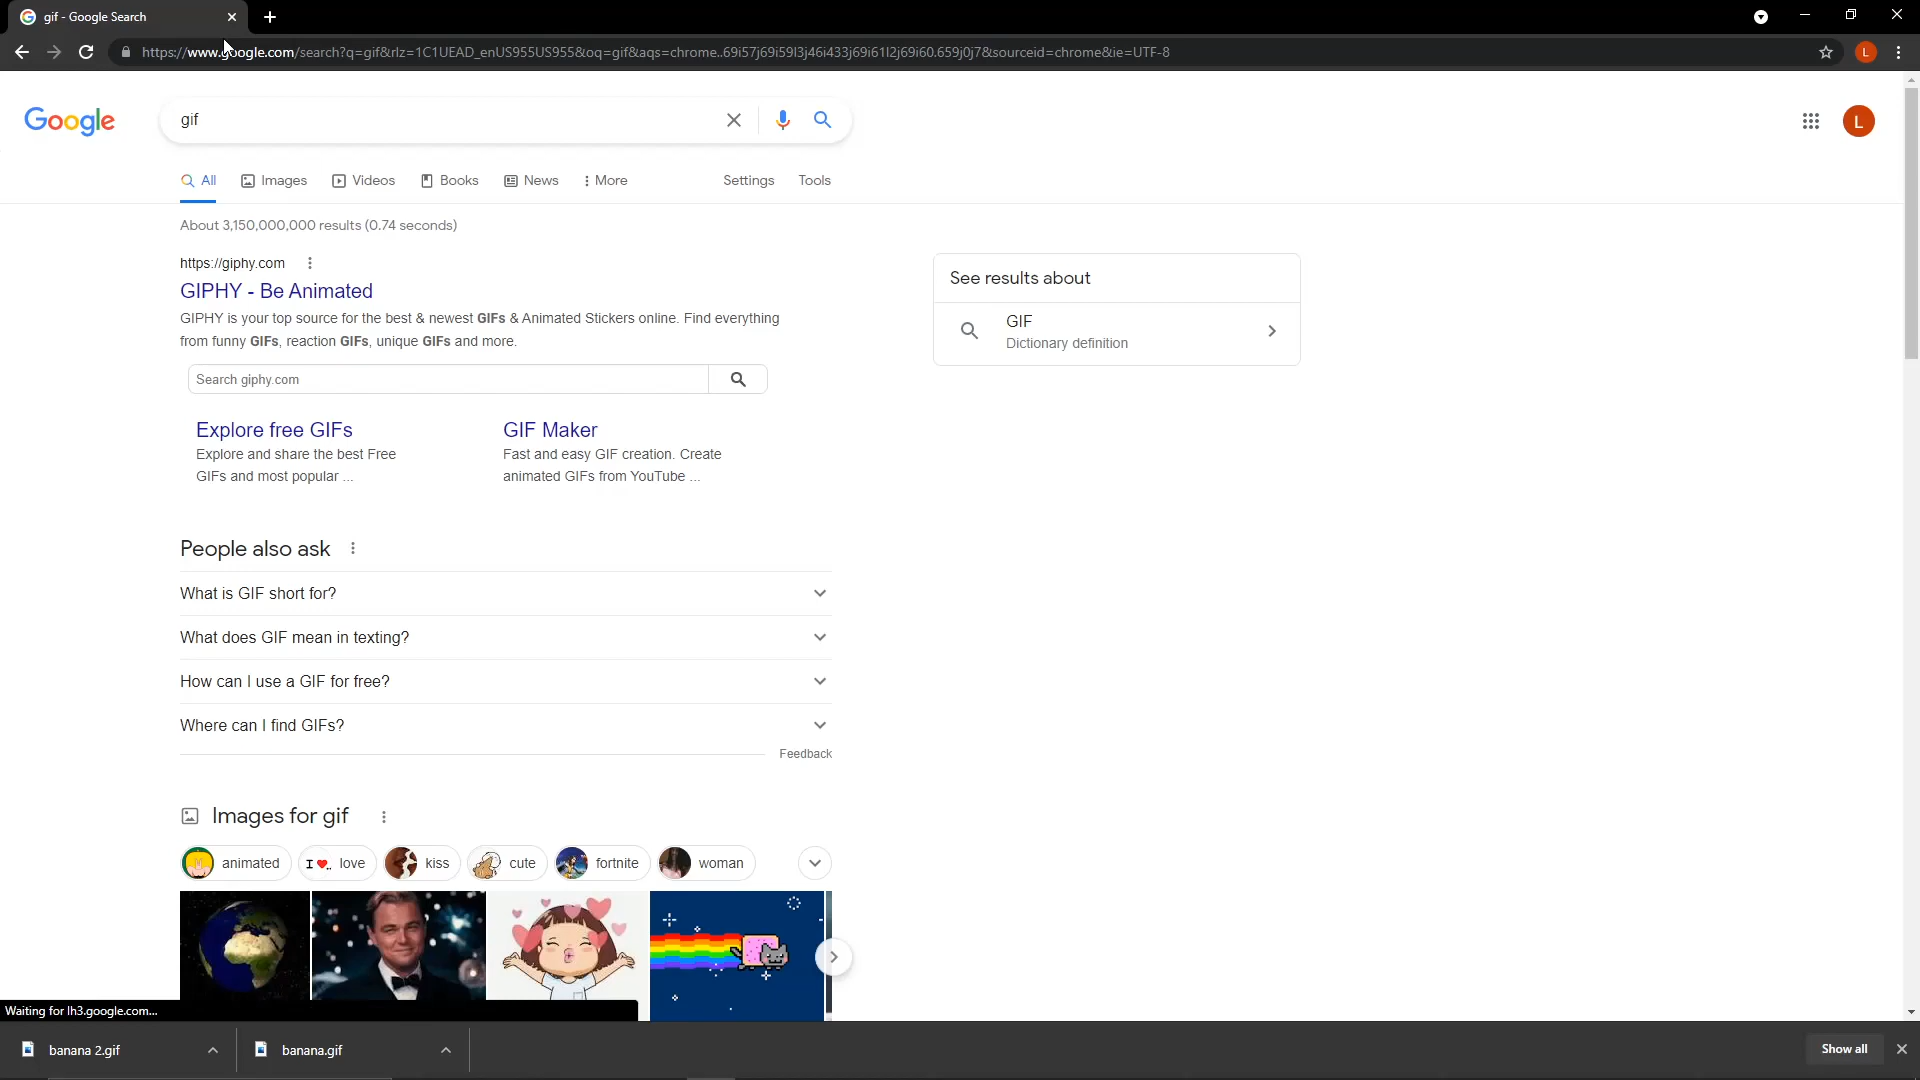 gif - Google Search
https://www.google.com/search?q=gif&rlz=1C1UEAD_enUS955US955&oq=gif&aqs=chrome..69i57j69i59l3j46i433j69i61l2j69i60.659j0j7&sourceid=chrome&ie=UTF-8
L
Google
gif
L
All
Images
Videos
Books
News
More
Settings
Tools
About 3,150,000,000 results (0.74 seconds)
https://giphy.com
GIPHY - Be Animated
GIPHY is your top source for the best & newest GIFs & Animated Stickers online. Find everything
from funny GIFs, reaction GIFs, unique GIFs and more.
Search giphy.com
Explore free GIFs
Explore and share the best Free
GIFs and most popular ...
GIF Maker
Fast and easy GIF creation. Create
animated GIFs from YouTube ...
See results about
GIF
Dictionary definition
People also ask
What is GIF short for?
What does GIF mean in texting?
How can I use a GIF for free?
Where can I find GIFs?
Feedback
Images for gif
animated
I
love
kiss
cute
fortnite
woman
Waiting for lh3.google.com...
banana 2.gif
banana.gif
Show all